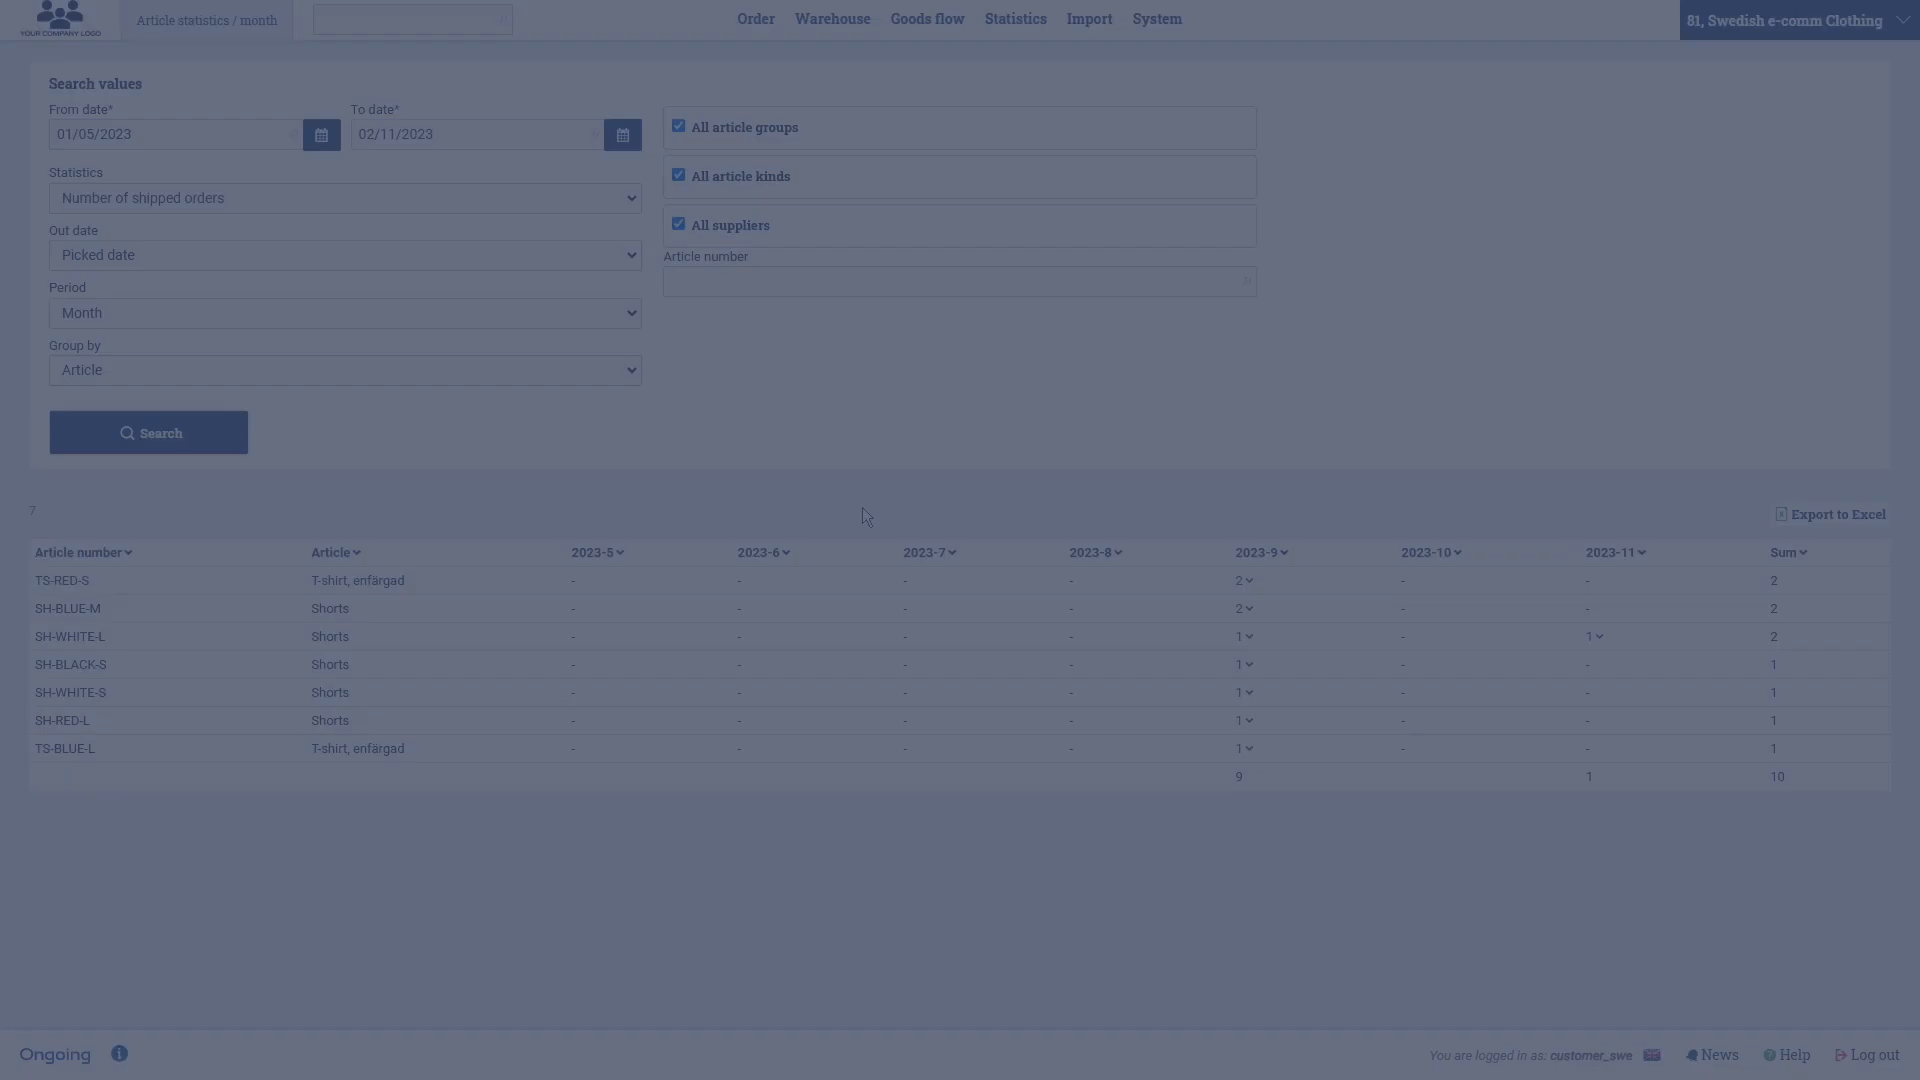 YOUR COMPANY LOGO
Article statistics / month
Order Warehouse Goods flow Statistics Import System
81, Swedish e-comm Clothing
Search values
From date* To date*
01/05/2023 02/11/2023
Statistics
Number of shipped orders
Out date
Picked date
Period
Month
Group by
Article
Search
All article groups
All article kinds
All suppliers
Article number
7
Export to Excel
Article number Article 2023-5 2023-6 2023-7 2023-8 2023-9 2023-10 2023-11 Sum
TS-RED-S T-shirt, enfärgad - - - - 2 - - 2
SH-BLUE-M Shorts - - - - 2 - - 2
SH-WHITE-L Shorts - - - - 1 - 1 2
SH-BLACK-S Shorts - - - - 1 - - 1
SH-WHITE-S Shorts - - - - 1 - - 1
SH-RED-L Shorts - - - - 1 - - 1
TS-BLUE-L T-shirt, enfärgad - - - - 1 - - 1
9 1 10
Ongoing
You are logged in as: customer_swe News Help Log out